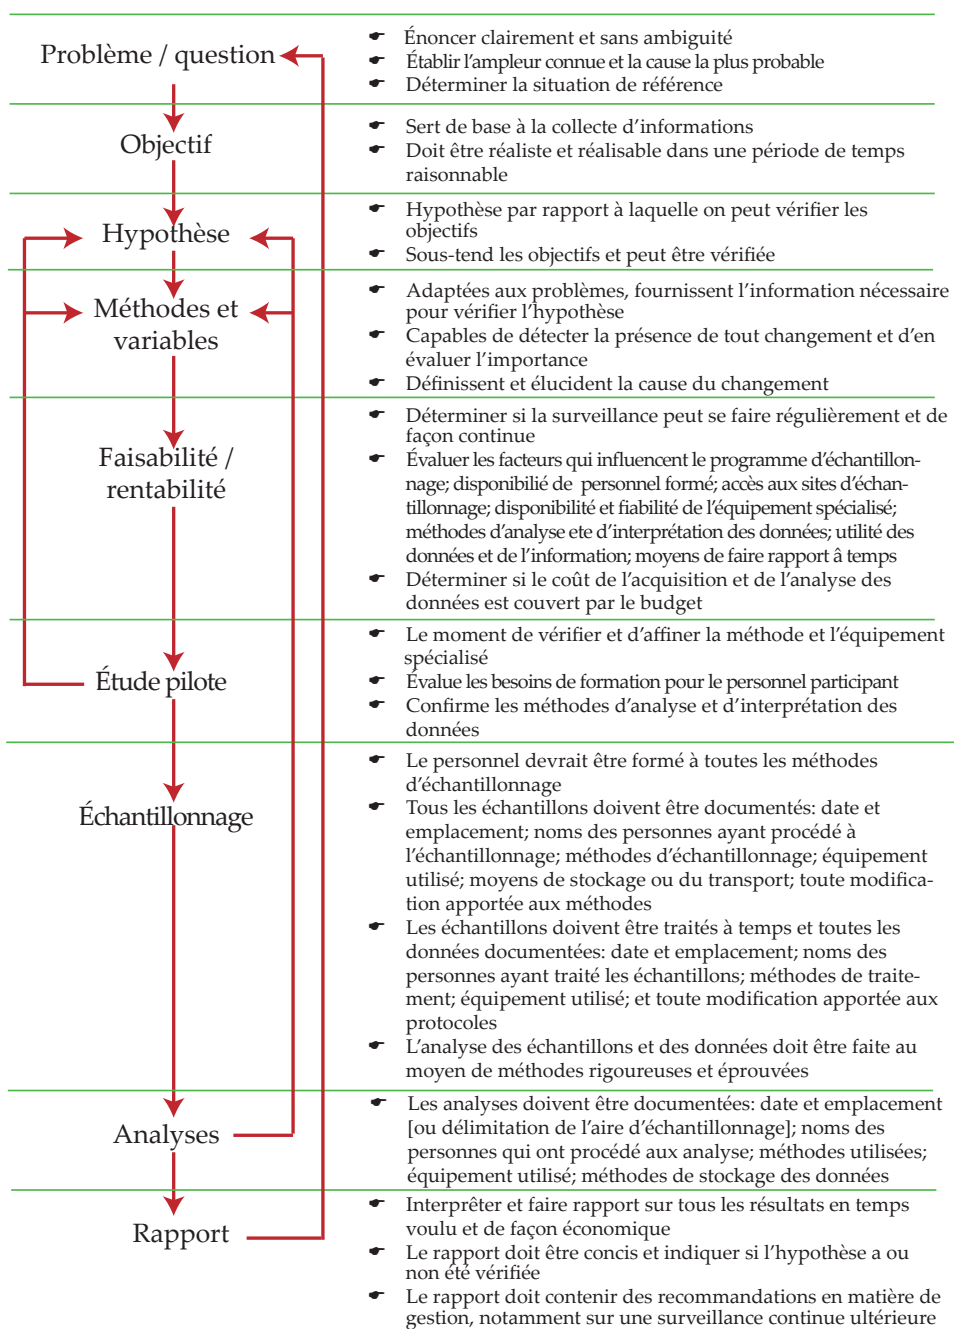 Problème / question
☛ Énoncer clairement et sans ambiguité
☛ Établir l'ampleur connue et la cause la plus probable
☛ Déterminer la situation de référence
Objectif
☛ Sert de base à la collecte d'informations
☛ Doit être réaliste et réalisable dans une période de temps
raisonnable
Hypothèse
☛ Hypothèse par rapport à laquelle on peut vérifier les
objectifs
☛ Sous-tend les objectifs et peut être vérifiée
Méthodes et
variables
☛ Adaptées aux problèmes, fournissent l'information nécessaire
pour vérifier l'hypothèse
☛ Capables de détecter la présence de tout changement et d'en
évaluer l'importance
☛ Définissent et élucident la cause du changement
Faisabilité /
rentabilité
☛ Déterminer si la surveillance peut se faire régulièrement et de
façon continue
☛ Évaluer les facteurs qui influencent le programme d'échantillon-
nage; disponibilié de personnel formé; accès aux sites d'échan-
tillonnage; disponibilité et fiabilité de l'équipement spécialisé;
méthodes d'analyse ete d'interprétation des données; utilité des
données et de l'information; moyens de faire rapport â temps
☛ Déterminer si le coût de l'acquisition et de l'analyse des
données est couvert par le budget
Étude pilote
☛ Le moment de vérifier et d'affiner la méthode et l'équipement
spécialisé
☛ Évalue les besoins de formation pour le personnel participant
☛ Confirme les méthodes d'analyse et d'interprétation des
données
Échantillonnage
☛ Le personnel devrait être formé à toutes les méthodes
d'échantillonnage
☛ Tous les échantillons doivent être documentés: date et
emplacement; noms des personnes ayant procédé à
l'échantillonnage; méthodes d'échantillonnage; équipement
utilisé; moyens de stockage ou du transport; toute modifica-
tion apportée aux méthodes
☛ Les échantillons doivent être traités à temps et toutes les
données documentées: date et emplacement; noms des
personnes ayant traité les échantillons; méthodes de traite-
ment; équipement utilisé; et toute modification apportée aux
protocoles
☛ L'analyse des échantillons et des données doit être faite au
moyen de méthodes rigoureuses et éprouvées
Analyses
☛ Les analyses doivent être documentées: date et emplacement
[ou délimitation de l'aire d'échantillonnage]; noms des
personnes qui ont procédé aux analyse; méthodes utilisées;
équipement utilisé; méthodes de stockage des données
Rapport
☛ Interprêter et faire rapport sur tous les résultats en temps
voulu et de façon économique
☛ Le rapport doit être concis et indiquer si l'hypothèse a ou
non été vérifiée
☛ Le rapport doit contenir des recommandations en matière de
gestion, notamment sur une surveillance continue ultérieure